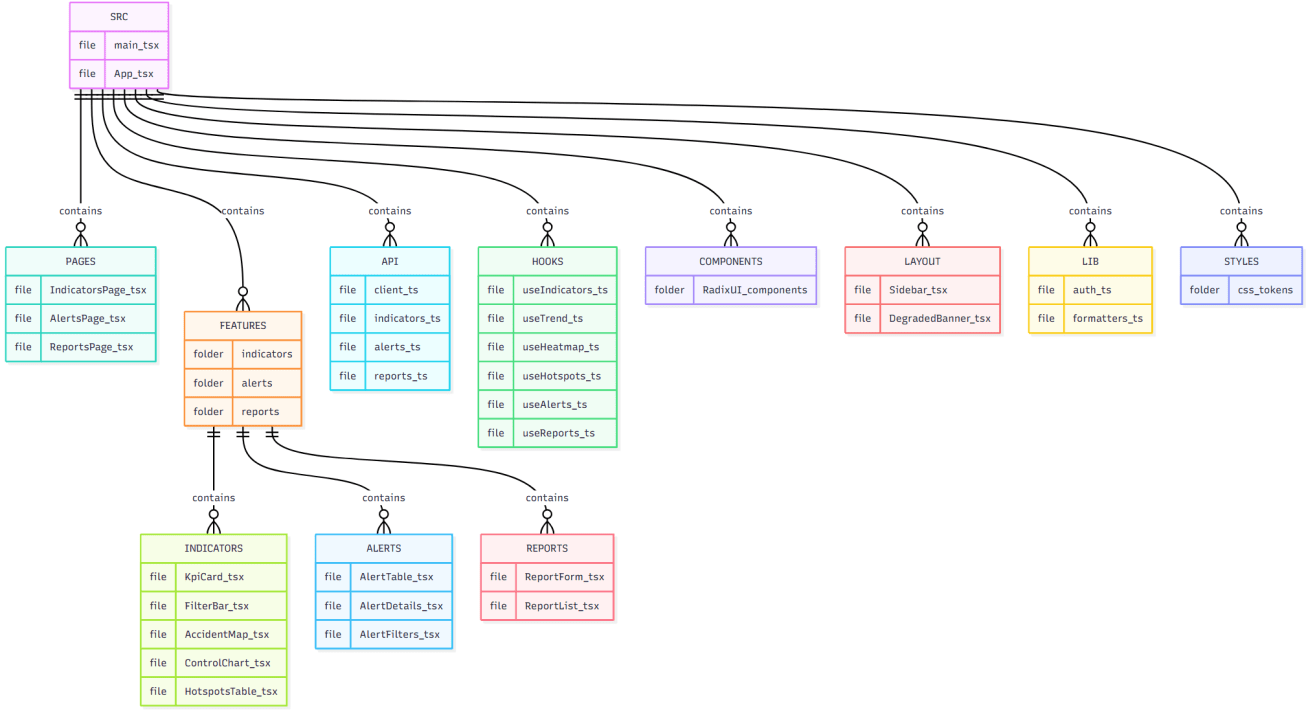 SRC
file main_tsx
file App_tsx
contains contains contains contains contains contains contains contains
PAGES
file IndicatorsPage_tsx
file AlertsPage_tsx
file ReportsPage_tsx
FEATURES
folder indicators
folder alerts
folder reports
API
file client_ts
file indicators_ts
file alerts_ts
file reports_ts
HOOKS
file useIndicators_ts
file useTrend_ts
file useHeatmap_ts
file useHotspots_ts
file useAlerts_ts
file useReports_ts
COMPONENTS
folder RadixUI_components
LAYOUT
file Sidebar_tsx
file DegradedBanner_tsx
LIB
file auth_ts
file formatters_ts
STYLES
folder css_tokens
contains contains contains
INDICATORS
file KpiCard_tsx
file FilterBar_tsx
file AccidentMap_tsx
file ControlChart_tsx
file HotspotsTable_tsx
ALERTS
file AlertTable_tsx
file AlertDetails_tsx
file AlertFilters_tsx
REPORTS
file ReportForm_tsx
file ReportList_tsx